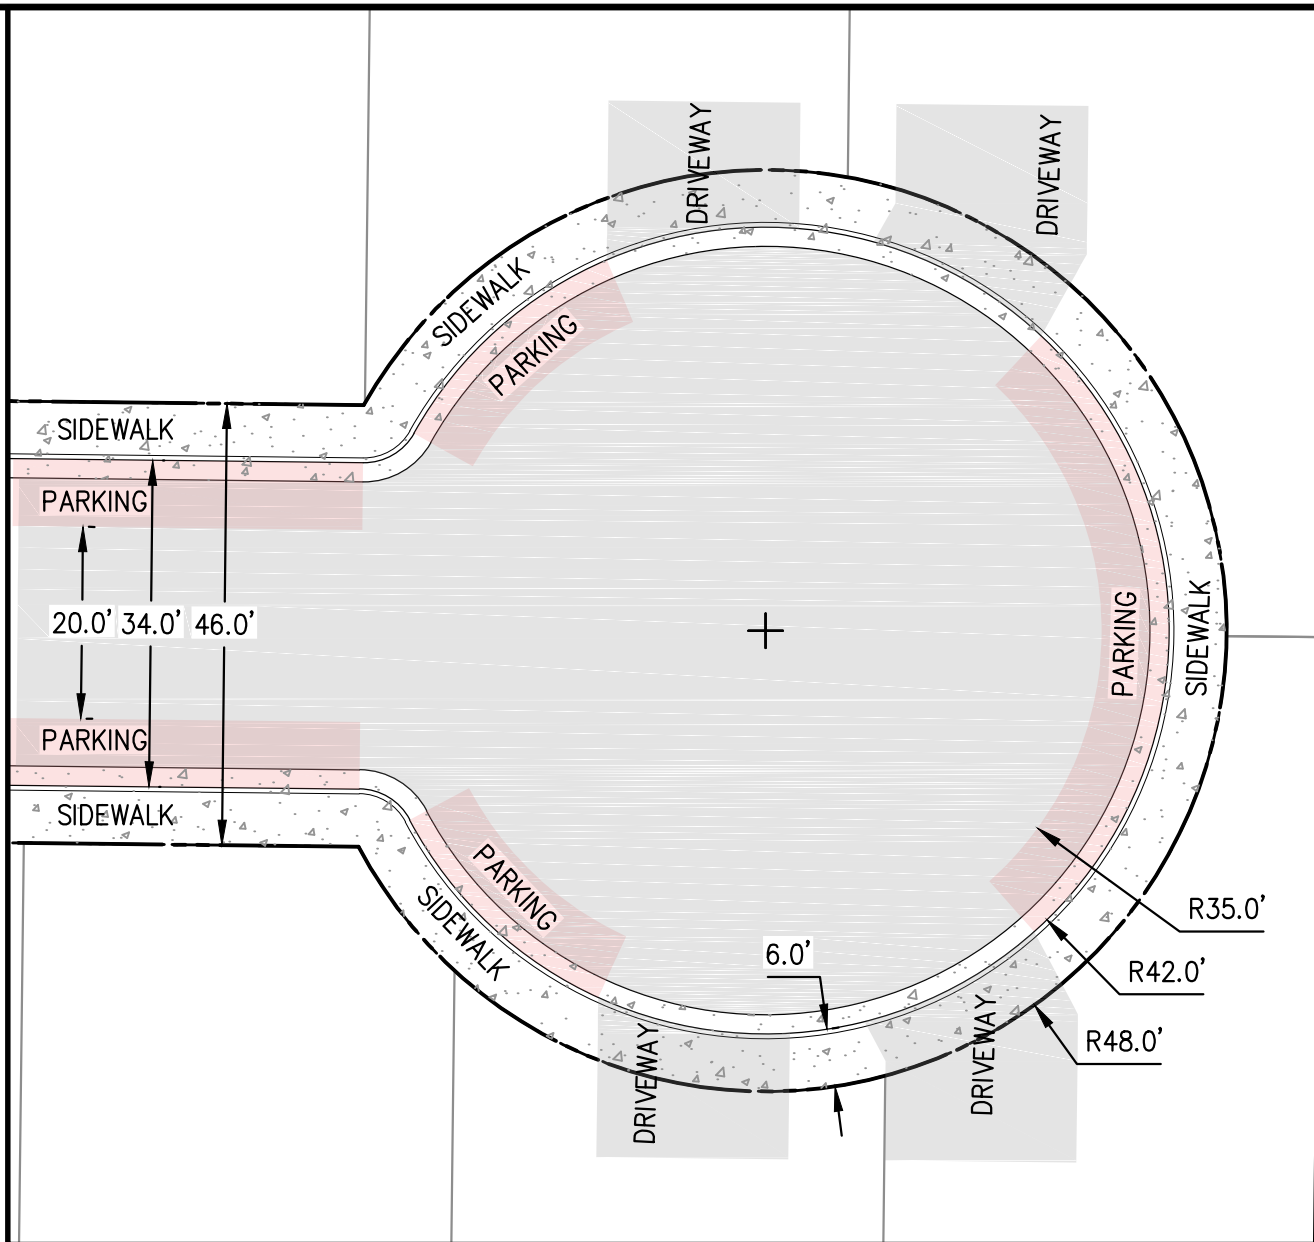 DRIVEWAY
DRIVEWAY
SIDEWALK
PARKING
SIDEWALK
PARKING
20.0'
34.0'
46.0'
PARKING
SIDEWALK
PARKING
SIDEWALK
PARKING
SIDEWALK
6.0'
R35.0'
R42.0'
R48.0'
DRIVEWAY
DRIVEWAY